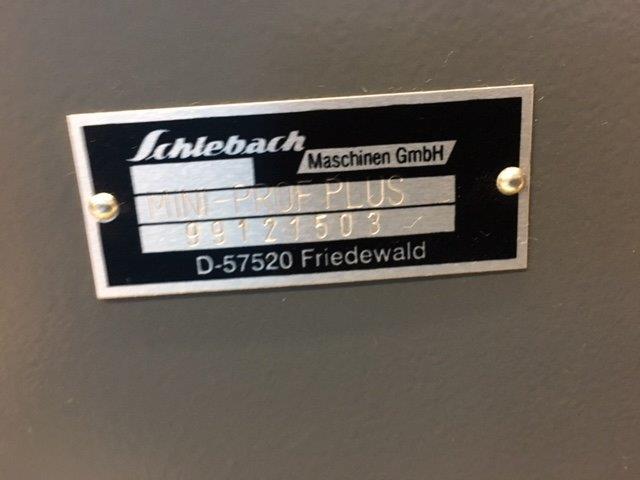 Schlebach
Maschinen GmbH
MINI-PROF PLUS
99121503
D-57520 Friedewald